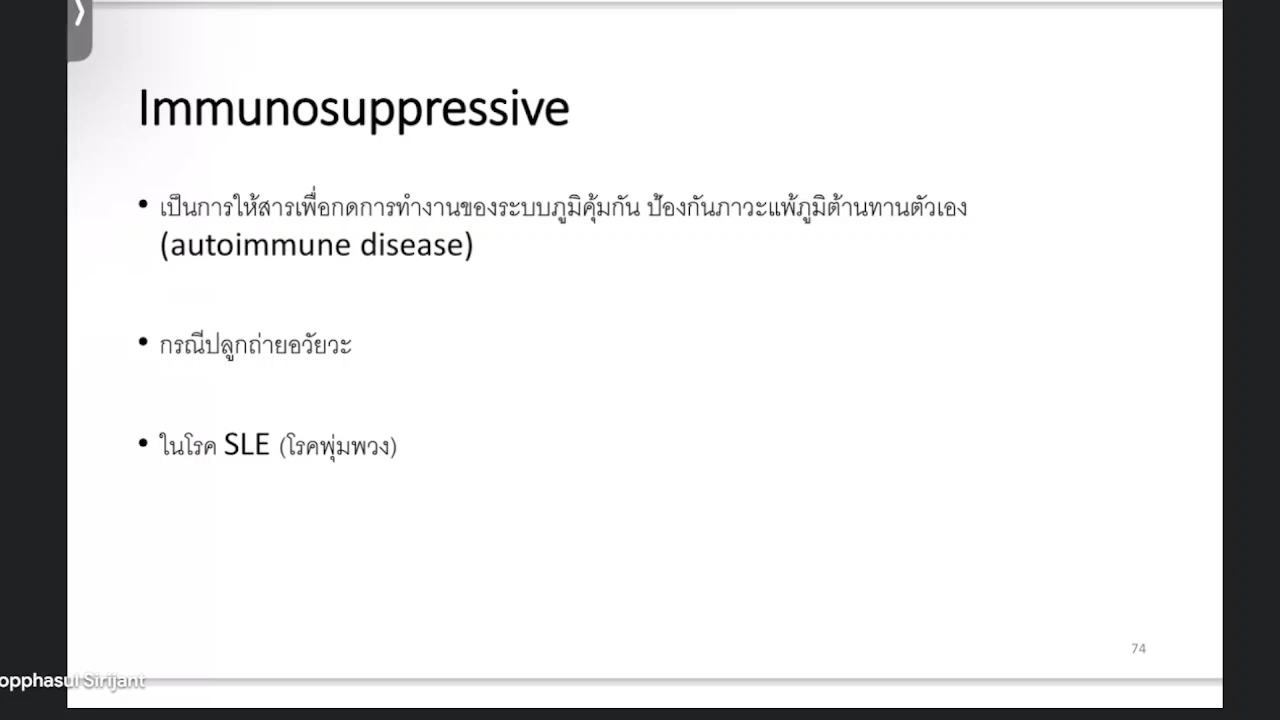 Immunosuppressive
• เป็นการให้สารเพื่อกดการทำงานของระบบภูมิคุ้มกัน ป้องกันภาวะแพ้ภูมิต้านทานตัวเอง
(autoimmune disease)
• กรณีปลูกถ่ายอวัยวะ
• ในโรค SLE (โรคพุ่มพวง)
74
opphasul Sirijant